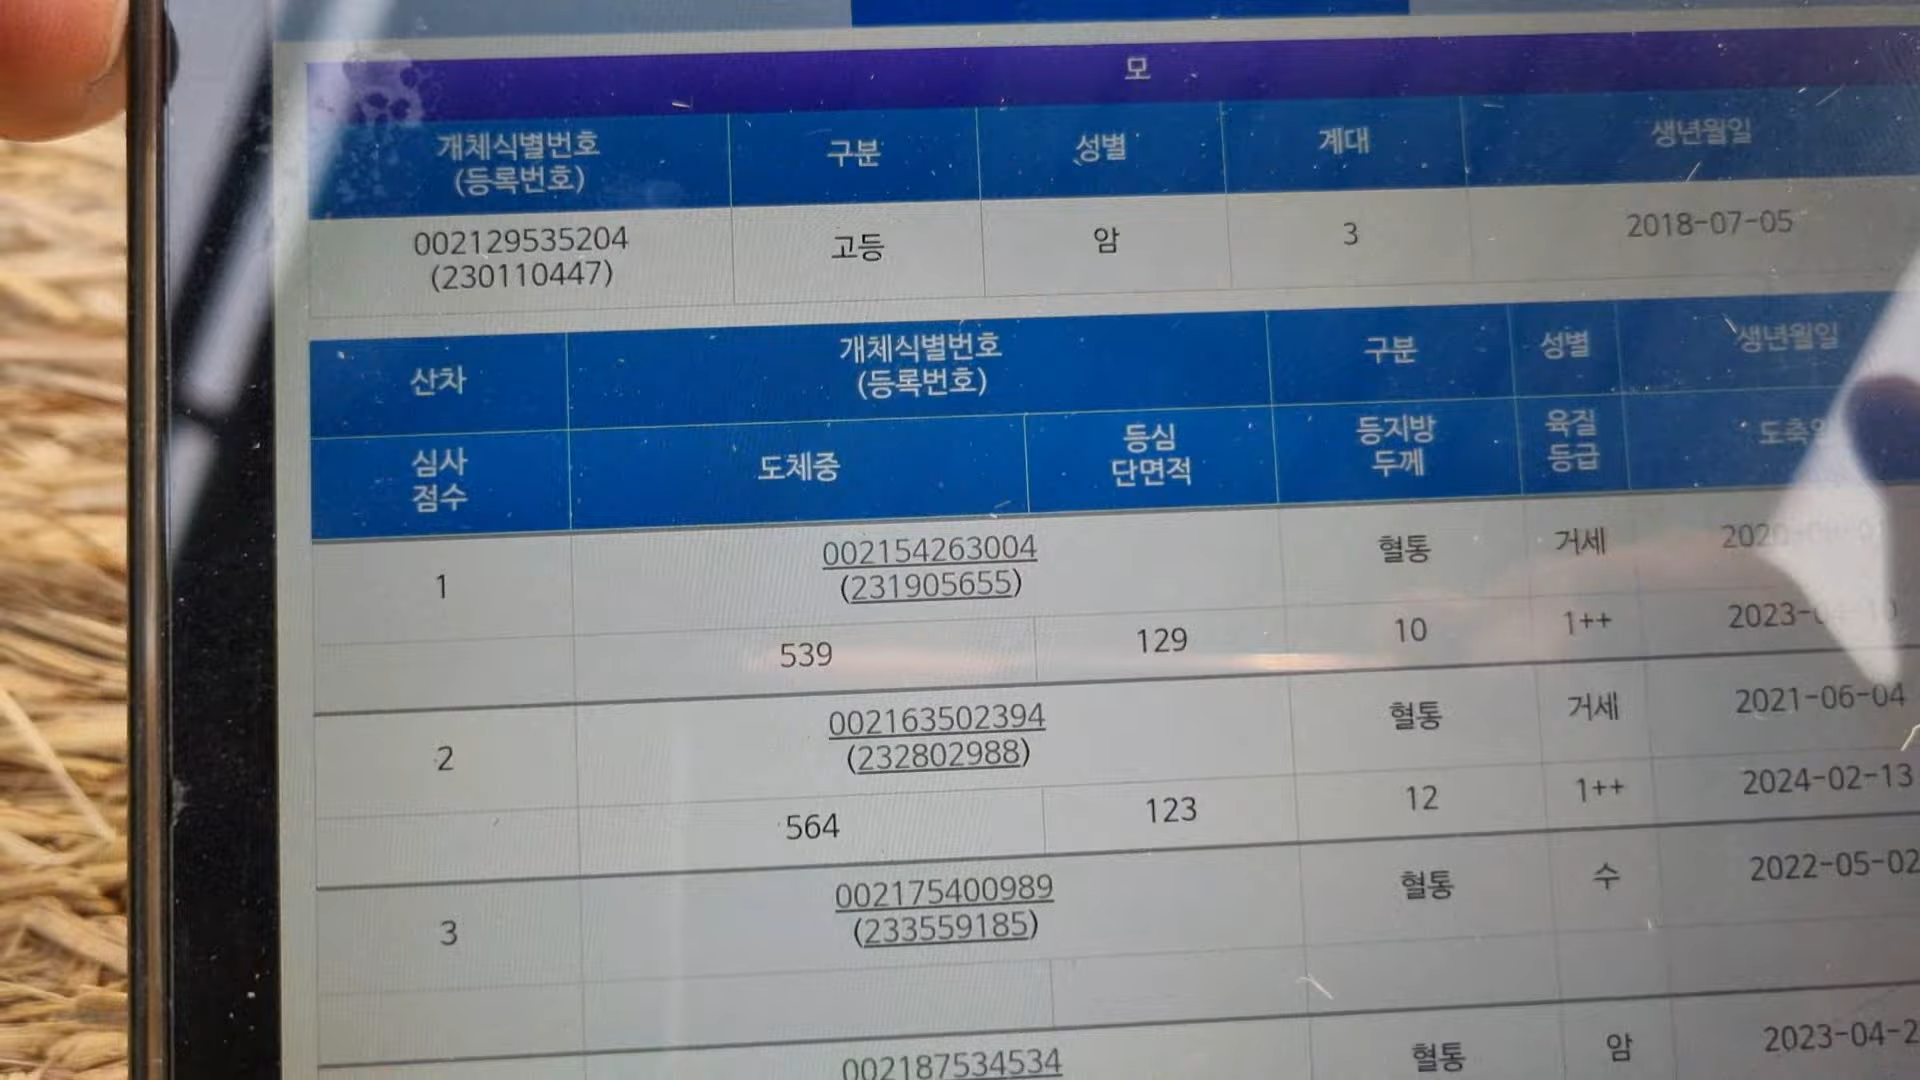 모
개체식별번호 구분 성별 계대 생년월일
(등록번호)
002129535204 고등 암 3 2018-07-05
(230110447)
산차 개체식별번호 구분 성별 생년월일
(등록번호)
심사 도체중 등심 등지방 육질
점수 단면적 두께 등급
1 002154263004 혈통 거세
(231905655)
539 129 10 1++
2 002163502394 혈통 거세 2021-06-04
(232802988)
564 123 12 1++ 2024-02-13
3 002175400989 혈통 수 2022-05-02
(233559185)
002187534534 혈통 암